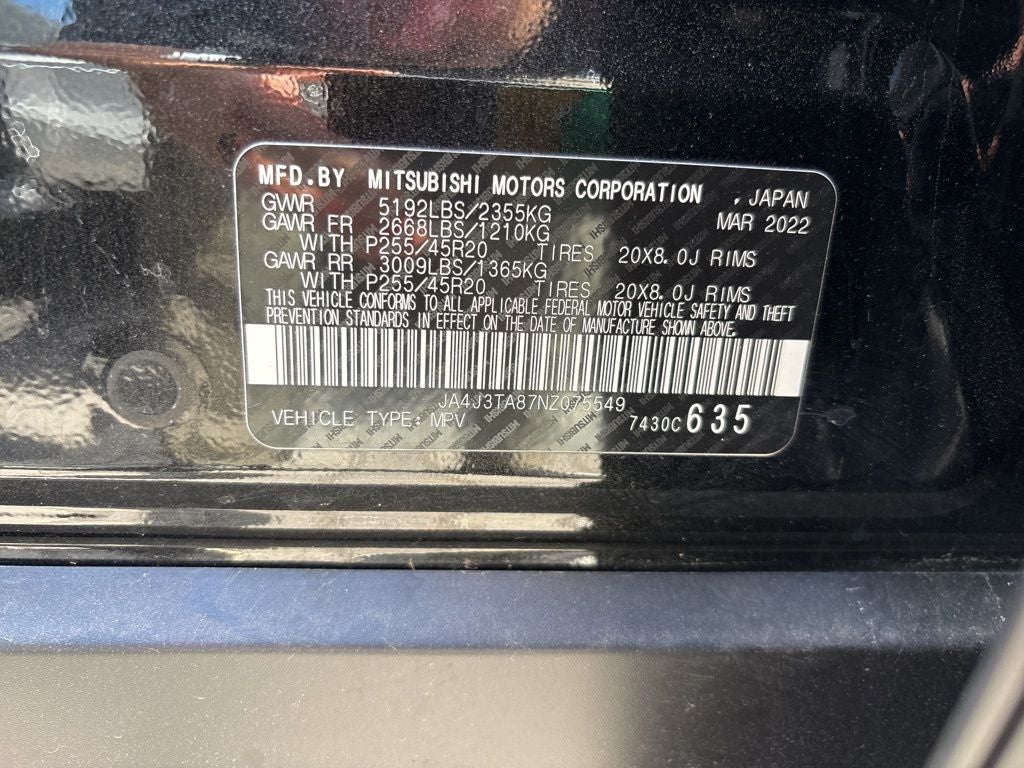 MFD.BY MITSUBISHI MOTORS CORPORATION , JAPAN
GVWR 5192LBS/2355KG MAR 2022
GAWR FR 2668LBS/1210KG
WITH P255/45R20 TIRES 20X8.0J RIMS
GAWR RR 3009LBS/1365KG
WITH P255/45R20 TIRES 20X8.0J RIMS
THIS VEHICLE CONFORMS TO ALL APPLICABLE FEDERAL MOTOR VEHICLE SAFETY AND THEFT
PREVENTION STANDARDS IN EFFECT ON THE DATE OF MANUFACTURE SHOWN ABOVE.
JA4J3TA87NZ075549
VEHICLE TYPE: MPV 7430C 635